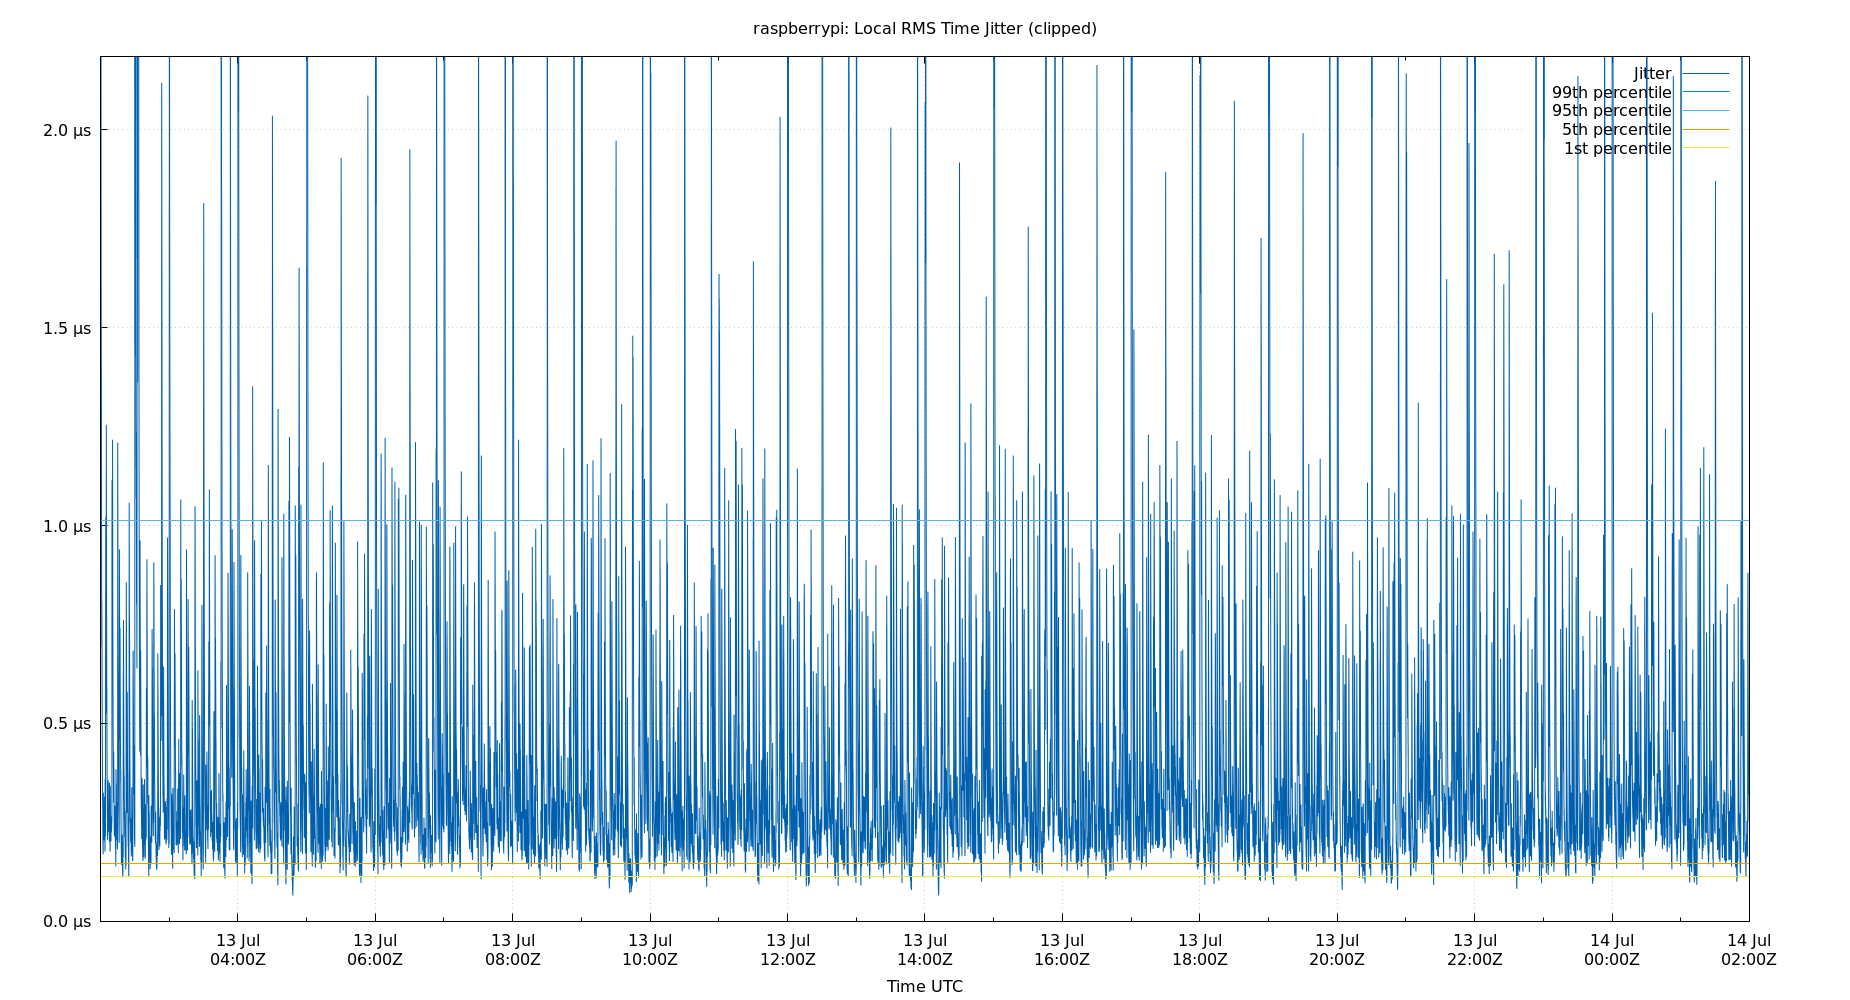 raspberrypi: Local RMS Time Jitter (clipped)
Jitter
99th percentile
95th percentile
5th percentile
1st percentile
2.0 µs
1.5 µs
1.0 µs
0.5 µs
0.0 µs
13 Jul 13 Jul 13 Jul 13 Jul 13 Jul 13 Jul 13 Jul 13 Jul 13 Jul 13 Jul 14 Jul 14 Jul
04:00Z 06:00Z 08:00Z 10:00Z 12:00Z 14:00Z 16:00Z 18:00Z 20:00Z 22:00Z 00:00Z 02:00Z
Time UTC